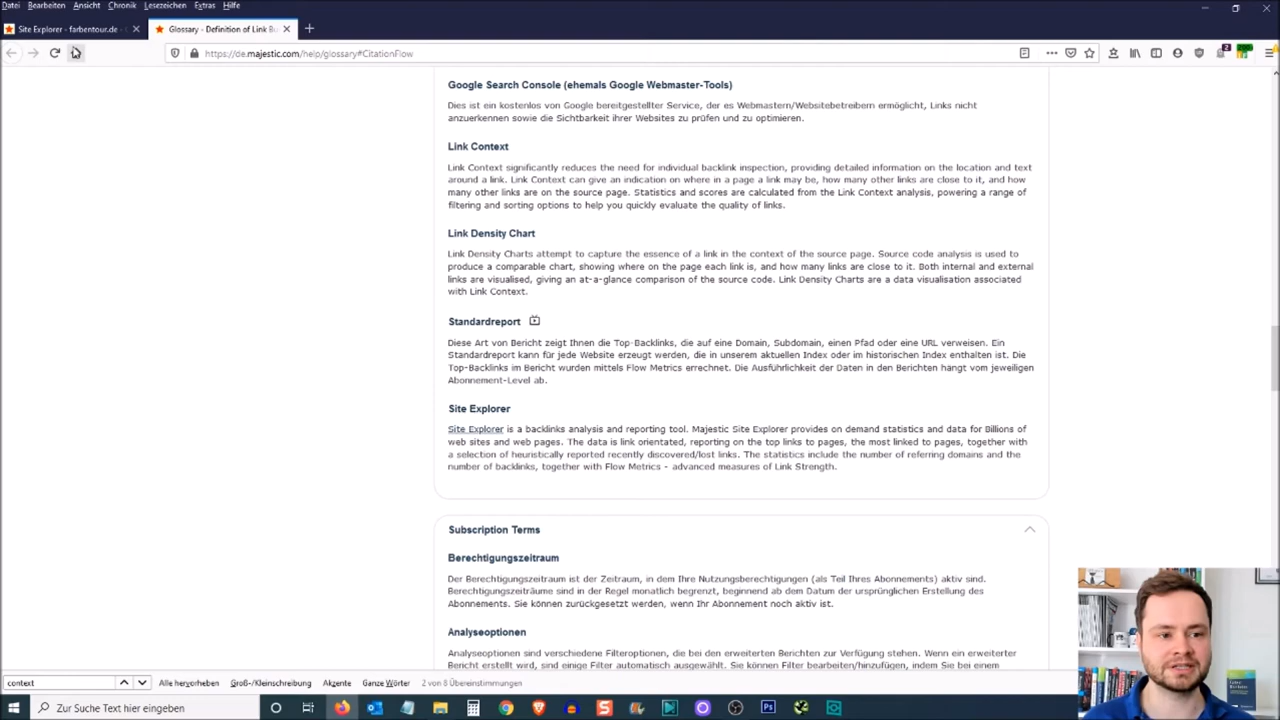 Datei Bearbeiten Ansicht Chronik Lesezeichen Extras Hilfe
Site Explorer - farbentour.de -
Glossary - Definition of Link Bu
https://de.majestic.com/help/glossary#CitationFlow
Google Search Console (ehemals Google Webmaster-Tools)
Dies ist ein kostenlos von Google bereitgestellter Service, der es Webmastern/Websitebetreibern ermöglicht, Links nicht
anzuerkennen sowie die Sichtbarkeit ihrer Websites zu prüfen und zu optimieren.
Link Context
Link Context significantly reduces the need for individual backlink inspection, providing detailed information on the location and text
around a link. Link Context can give an indication on where in a page a link may be, how many other links are close to it, and how
many other links are on the source page. Statistics and scores are calculated from the Link Context analysis, powering a range of
filtering and sorting options to help you quickly evaluate the quality of links.
Link Density Chart
Link Density Charts attempt to capture the essence of a link in the context of the source page. Source code analysis is used to
produce a comparable chart, showing where on the page each link is, and how many links are close to it. Both internal and external
links are visualised, giving an at-a-glance comparison of the source code. Link Density Charts are a data visualisation associated
with Link Context.
Standardreport
Diese Art von Bericht zeigt Ihnen die Top-Backlinks, die auf eine Domain, Subdomain, einen Pfad oder eine URL verweisen. Ein
Standardreport kann für jede Website erzeugt werden, die in unserem aktuellen Index oder im historischen Index enthalten ist. Die
Top-Backlinks im Bericht wurden mittels Flow Metrics errechnet. Die Ausführlichkeit der Daten in den Berichten hängt vom jeweiligen
Abonnement-Level ab.
Site Explorer
Site Explorer is a backlinks analysis and reporting tool. Majestic Site Explorer provides on demand statistics and data for Billions of
web sites and web pages. The data is link orientated, reporting on the top links to pages, the most linked to pages, together with
a selection of heuristically reported recently discovered/lost links. The statistics include the number of referring domains and the
number of backlinks, together with Flow Metrics - advanced measures of Link Strength.
Subscription Terms
Berechtigungszeitraum
Der Berechtigungszeitraum ist der Zeitraum, in dem Ihre Nutzungsberechtigungen (als Teil Ihres Abonnements) aktiv sind.
Berechtigungszeiträume sind in der Regel monatlich begrenzt, beginnend ab dem Datum der ursprünglichen Erstellung des
Abonnements. Sie können zurückgesetzt werden, wenn Ihr Abonnement noch aktiv ist.
Analyseoptionen
Analyseoptionen sind verschiedene Filteroptionen, die bei den erweiterten Berichten zur Verfügung stehen. Wenn ein erweiterter
Bericht erstellt wird, sind einige Filter automatisch ausgewählt. Sie können Filter bearbeiten/hinzufügen, indem Sie bei einem
context Alle hervorheben Groß-/Kleinschreibung Akzente Ganze Wörter 2 von 8 Übereinstimmungen
Zur Suche Text hier eingeben